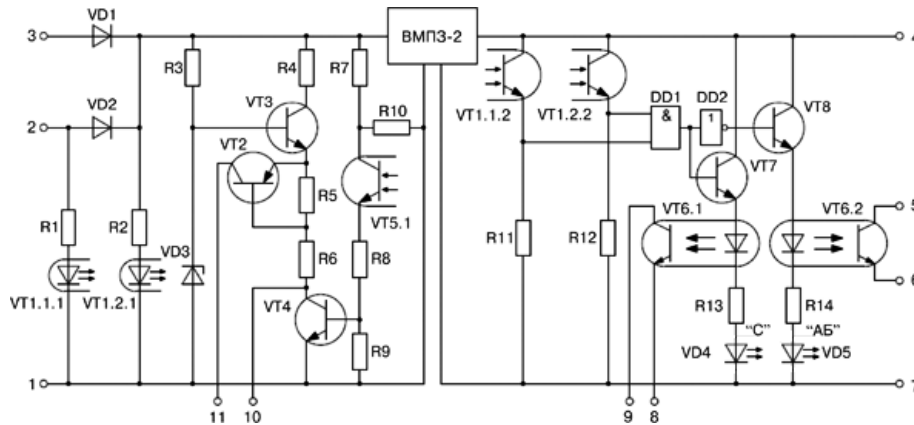 3
VD1
ВМПЗ-2
4
R3
R4
R7
VT3
R10
VT1.1.2
VT1.2.2
DD1
&
DD2
1
VT8
2
VD2
VT2
VT7
R5
VT5.1
VT6.1
VT6.2
5
R1
R2
VD3
R6
R8
R11
R12
6
VT1.1.1
VT1.2.1
VT4
R13
R14
R9
"С"
"АБ"
VD4
VD5
1
7
11
10
9
8